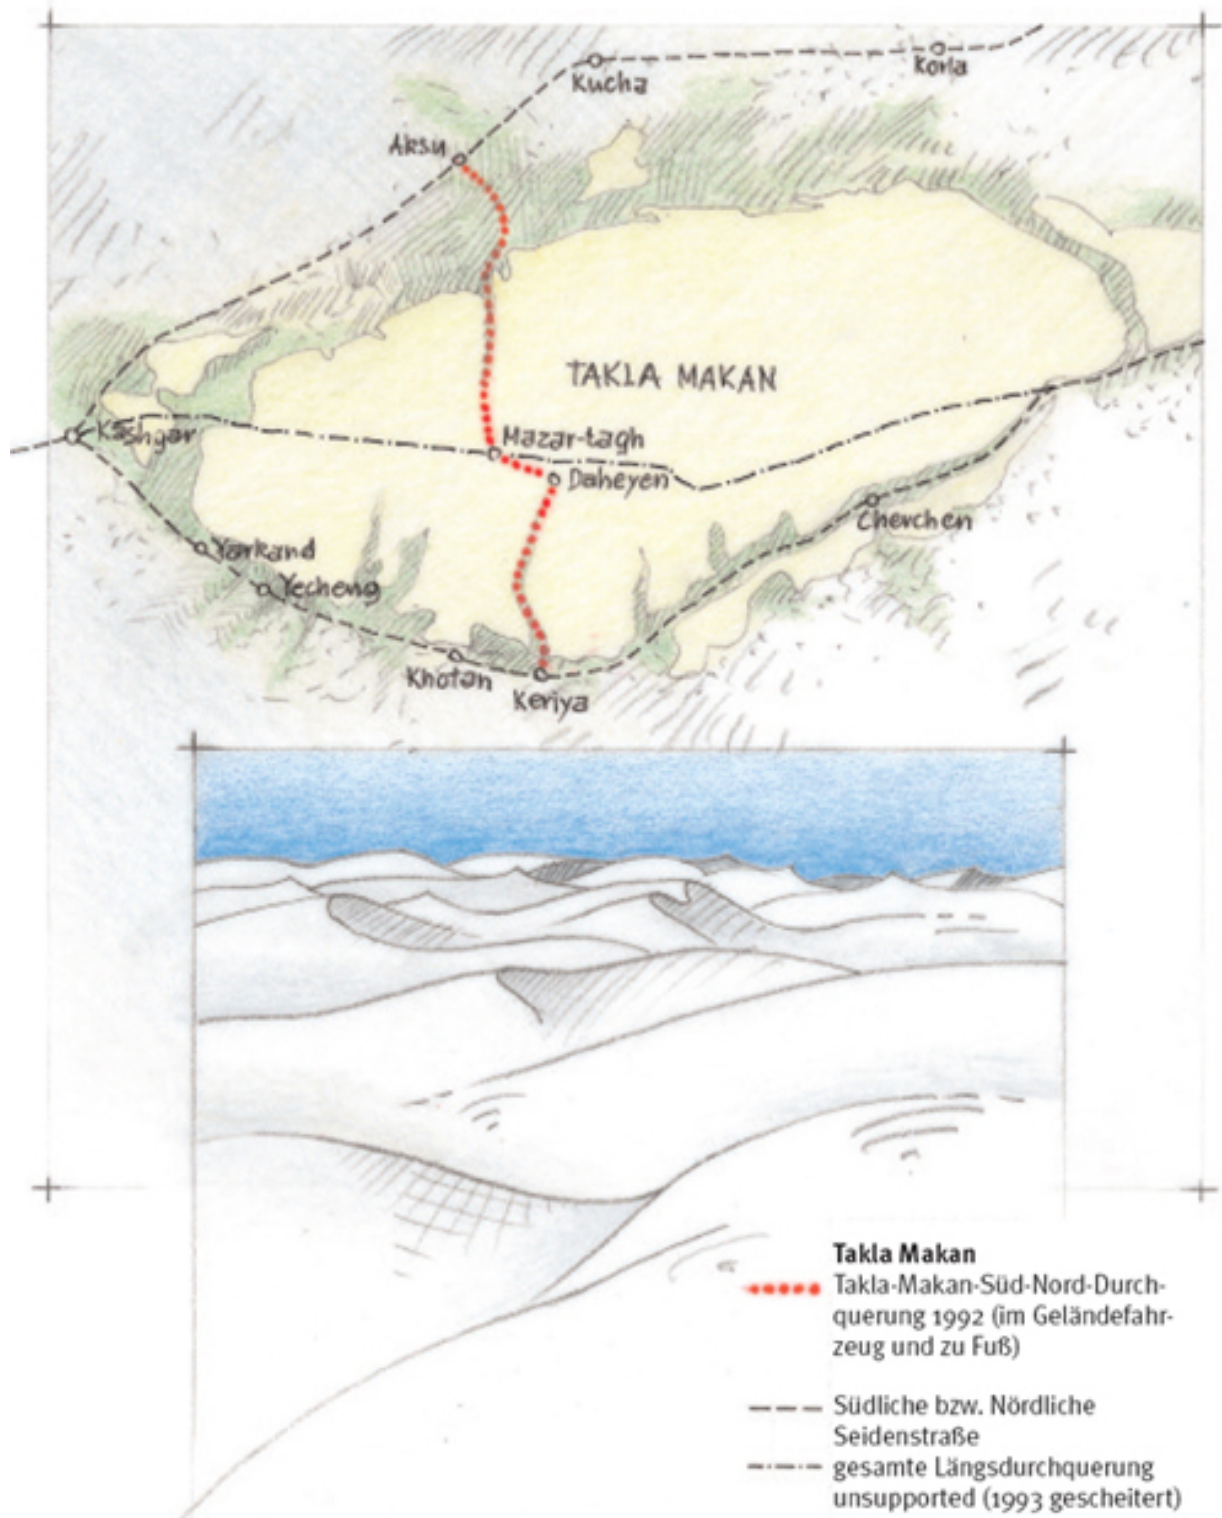 Kucha
Korla
Aksu
TAKLA MAKAN
Kashgar
Mazar-tagh
Daheyen
Cherchen
Yarkand
Yecheng
Khotan
Keriya
Takla Makan
Takla-Makan-Süd-Nord-Durch-
querung 1992 (im Geländefahr-
zeug und zu Fuß)
Südliche bzw. Nördliche
Seidenstraße
gesamte Längsdurchquerung
unsupported (1993 gescheitert)